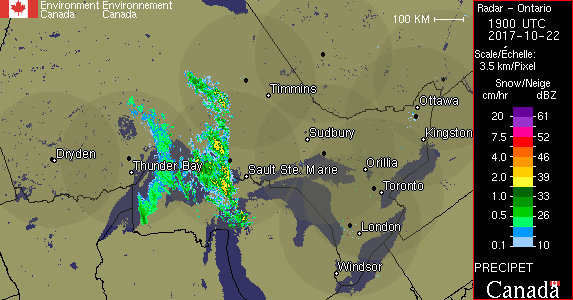 Environment Environnement
Canada Canada
100 KM
Timmins
Ottawa
Sudbury
Kingston
Dryden
Thunder Bay
Sault Ste. Marie
Orillia
Toronto
London
Windsor
Radar - Ontario
1900 UTC
2017-10-22
Scale/Échelle:
3.5 km/Pixel
Snow/Neige
cm/hr dBZ
20 61
7.5 52
4.0 46
2.0 39
1.0 33
0.5 26
0.1 10
PRECIPET
Canada